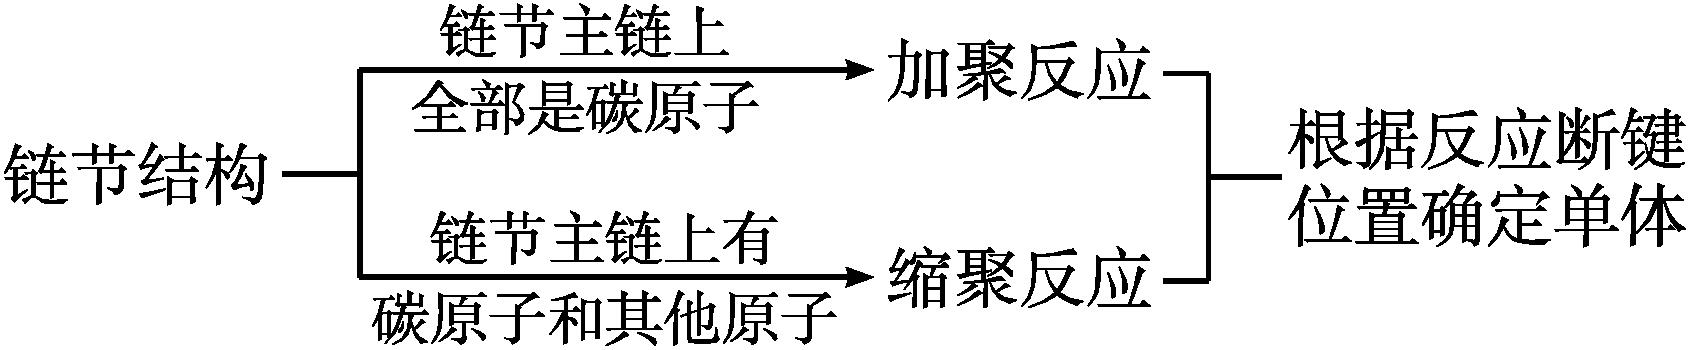 链节结构
链节主链上
全部是碳原子
加聚反应
链节主链上有
碳原子和其他原子
缩聚反应
根据反应断键
位置确定单体